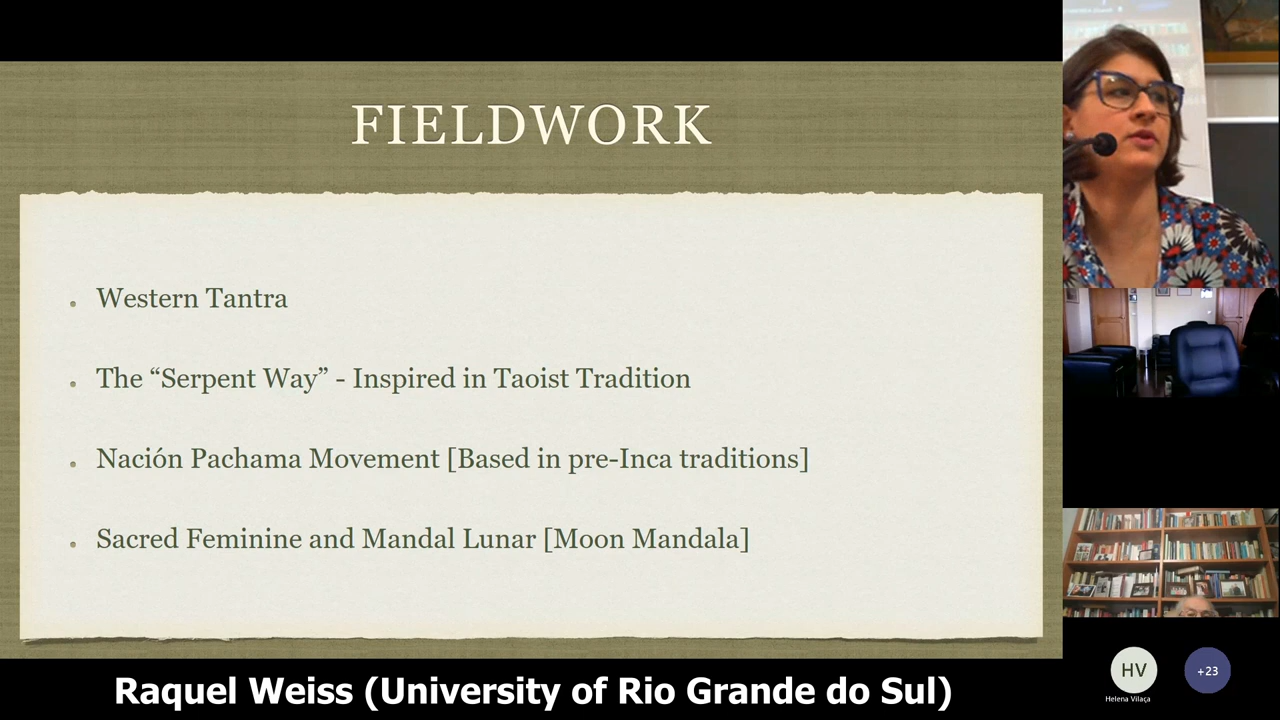 FIELDWORK
Western Tantra
The “Serpent Way” - Inspired in Taoist Tradition
Nación Pachama Movement [Based in pre-Inca traditions]
Sacred Feminine and Mandal Lunar [Moon Mandala]
Raquel Weiss (University of Rio Grande do Sul)
HV
Helena Vilaça
+23